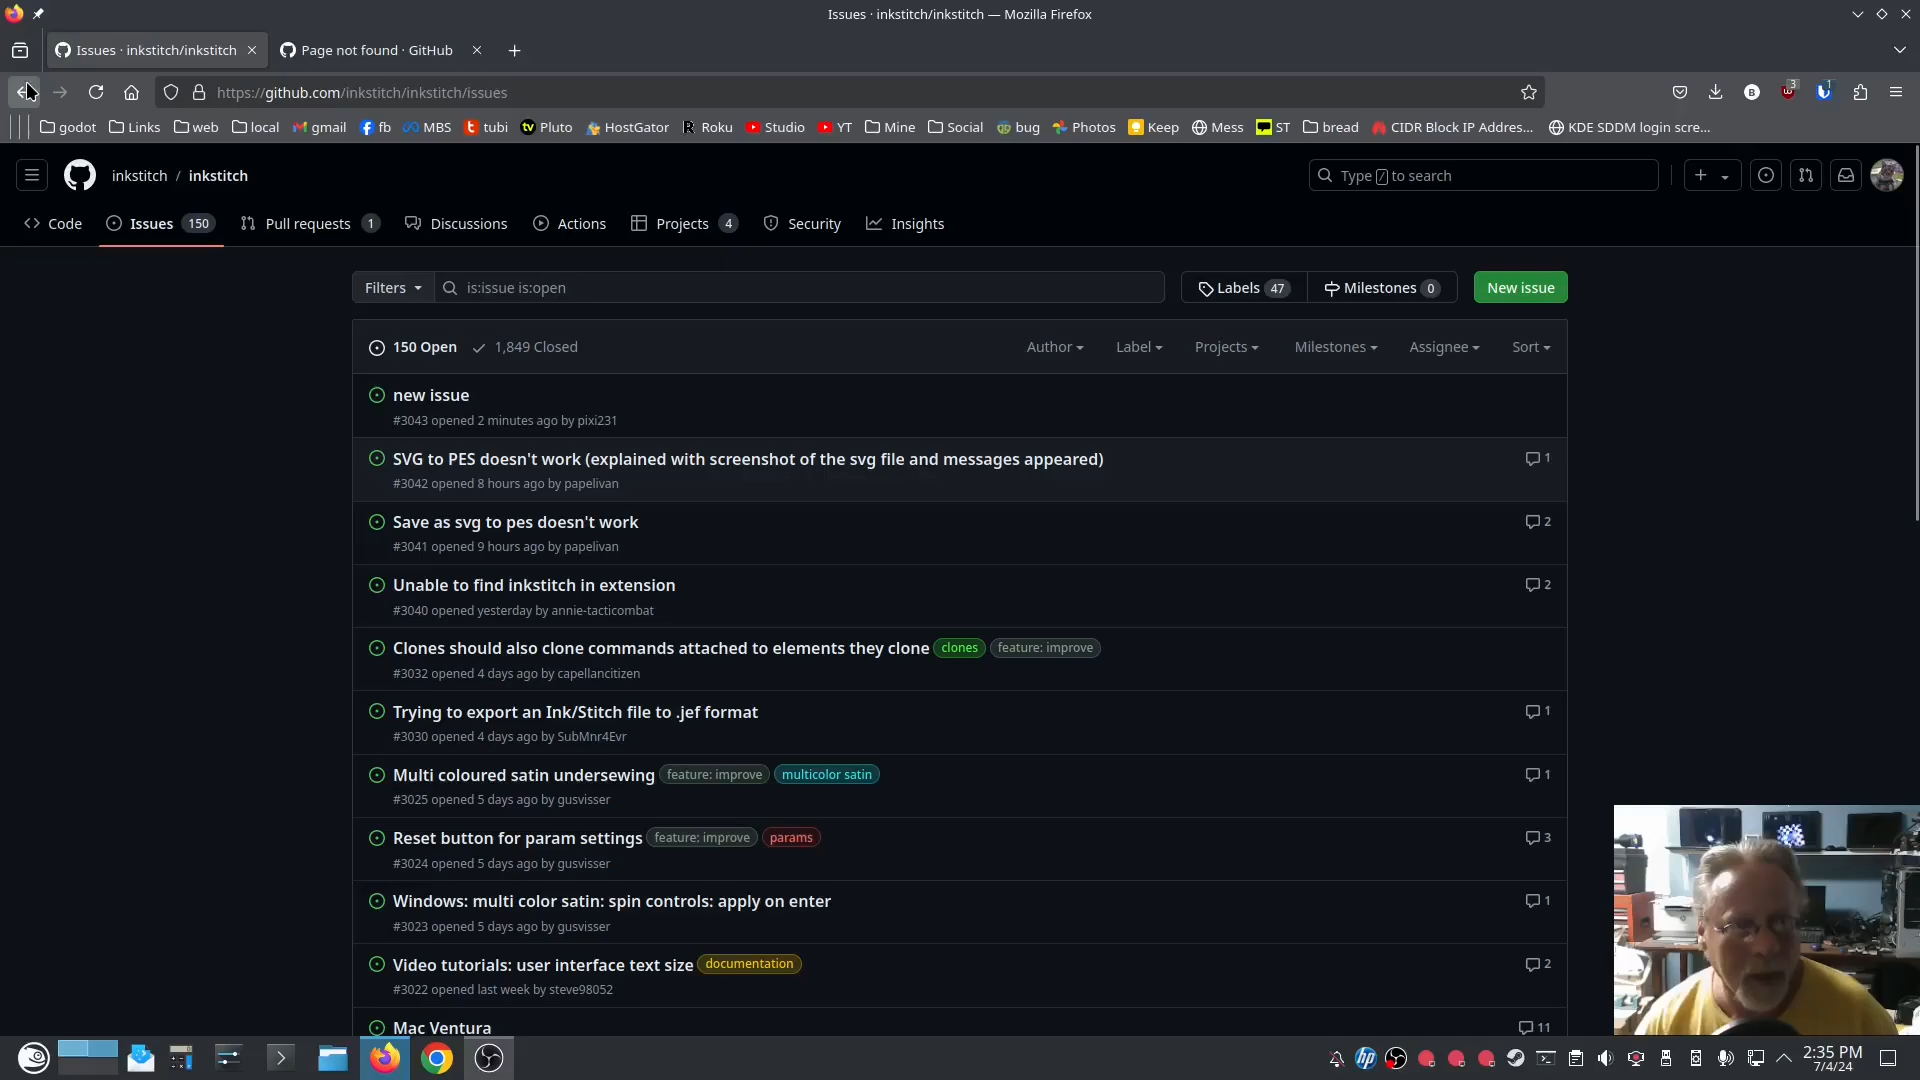 Issues · inkstitch/inkstitch — Mozilla Firefox
Issues · inkstitch/inkstitch
Page not found · GitHub
https://github.com/inkstitch/inkstitch/issues
3
1
godot Links web local gmail fb MBS tubi Pluto HostGator Roku Studio YT Mine Social bug Photos Keep Mess ST bread CIDR Block IP Addres... KDE SDDM login scre...
inkstitch / inkstitch
Type / to search
Code Issues 150 Pull requests 1 Discussions Actions Projects 4 Security Insights
Filters is:issue is:open Labels 47 Milestones 0 New issue
150 Open 1,849 Closed Author Label Projects Milestones Assignee Sort
new issue
#3043 opened 2 minutes ago by pixi231
SVG to PES doesn't work (explained with screenshot of the svg file and messages appeared) 1
#3042 opened 8 hours ago by papelivan
Save as svg to pes doesn't work 2
#3041 opened 9 hours ago by papelivan
Unable to find inkstitch in extension 2
#3040 opened yesterday by annie-tacticombat
Clones should also clone commands attached to elements they clone clones feature: improve
#3032 opened 4 days ago by capellancitizen
Trying to export an Ink/Stitch file to .jef format 1
#3030 opened 4 days ago by SubMnr4Evr
Multi coloured satin undersewing feature: improve multicolor satin 1
#3025 opened 5 days ago by gusvisser
Reset button for param settings feature: improve params 3
#3024 opened 5 days ago by gusvisser
Windows: multi color satin: spin controls: apply on enter 1
#3023 opened 5 days ago by gusvisser
Video tutorials: user interface text size documentation 2
#3022 opened last week by steve98052
Mac Ventura 11
2:35 PM
7/4/24